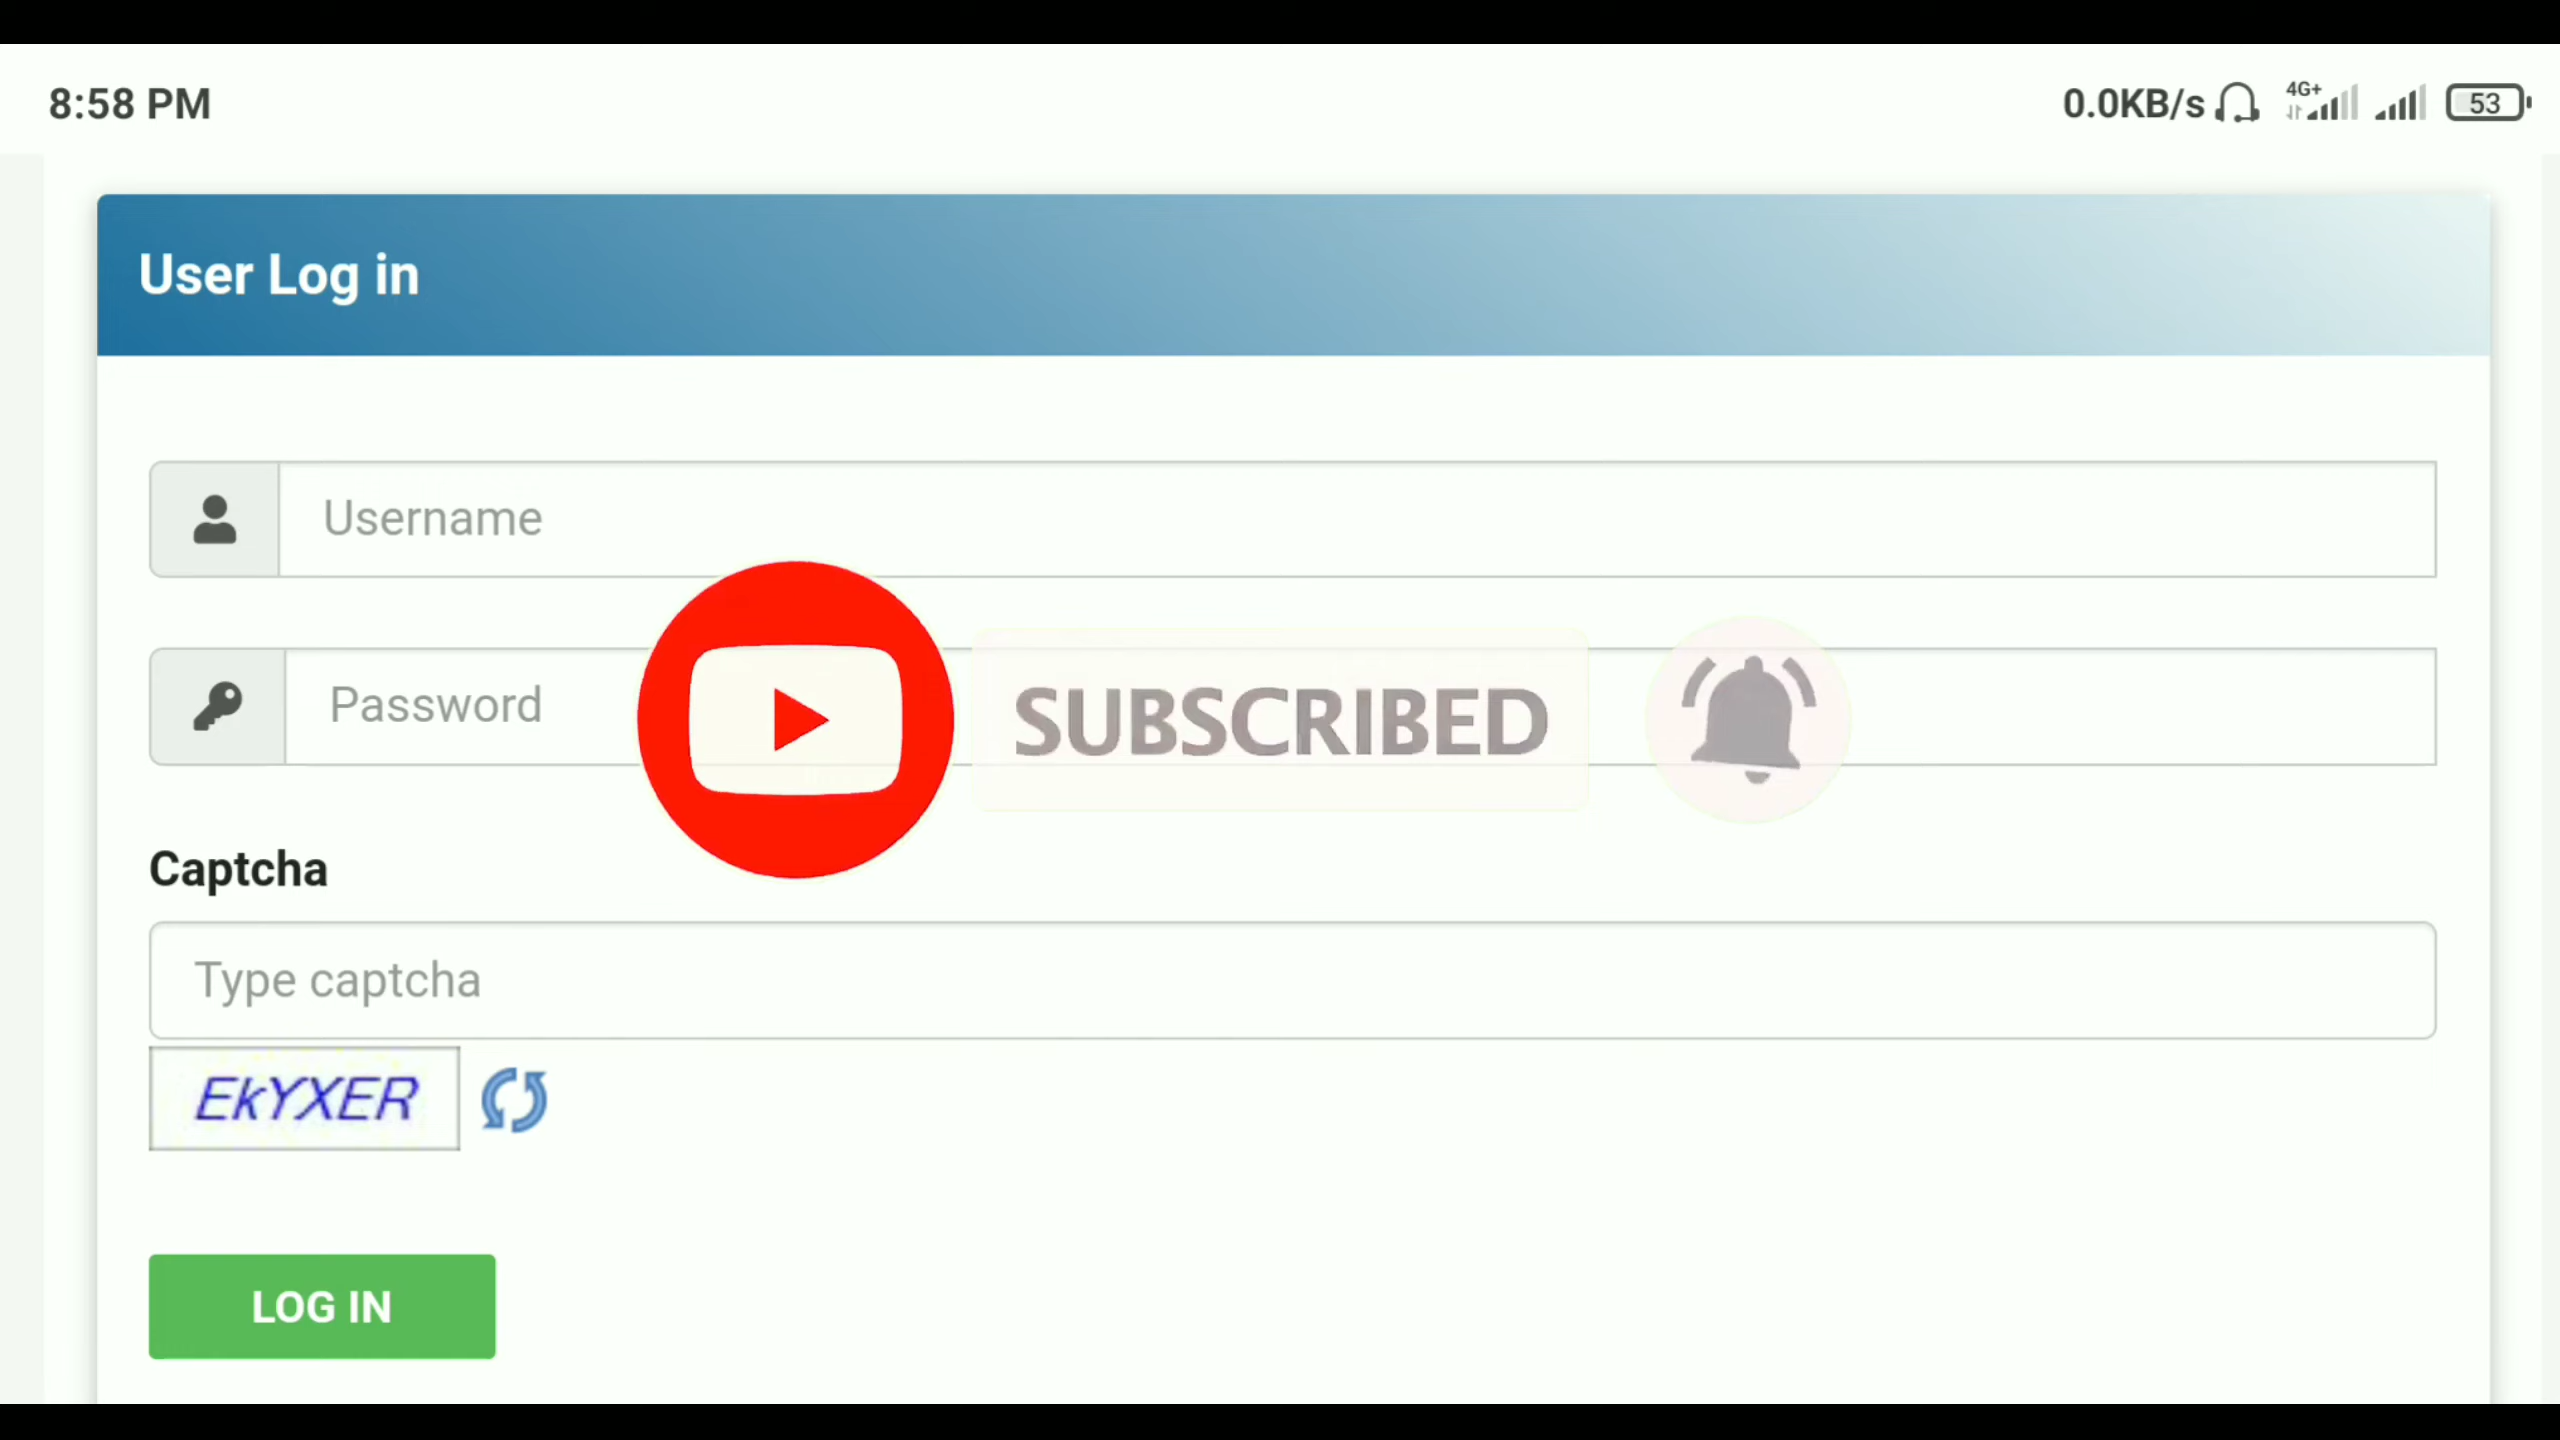 8:58 PM
0.0KB/s 4G+ 53
User Log in
Username
Password
SUBSCRIBED
Captcha
Type captcha
EkYXER
LOG IN